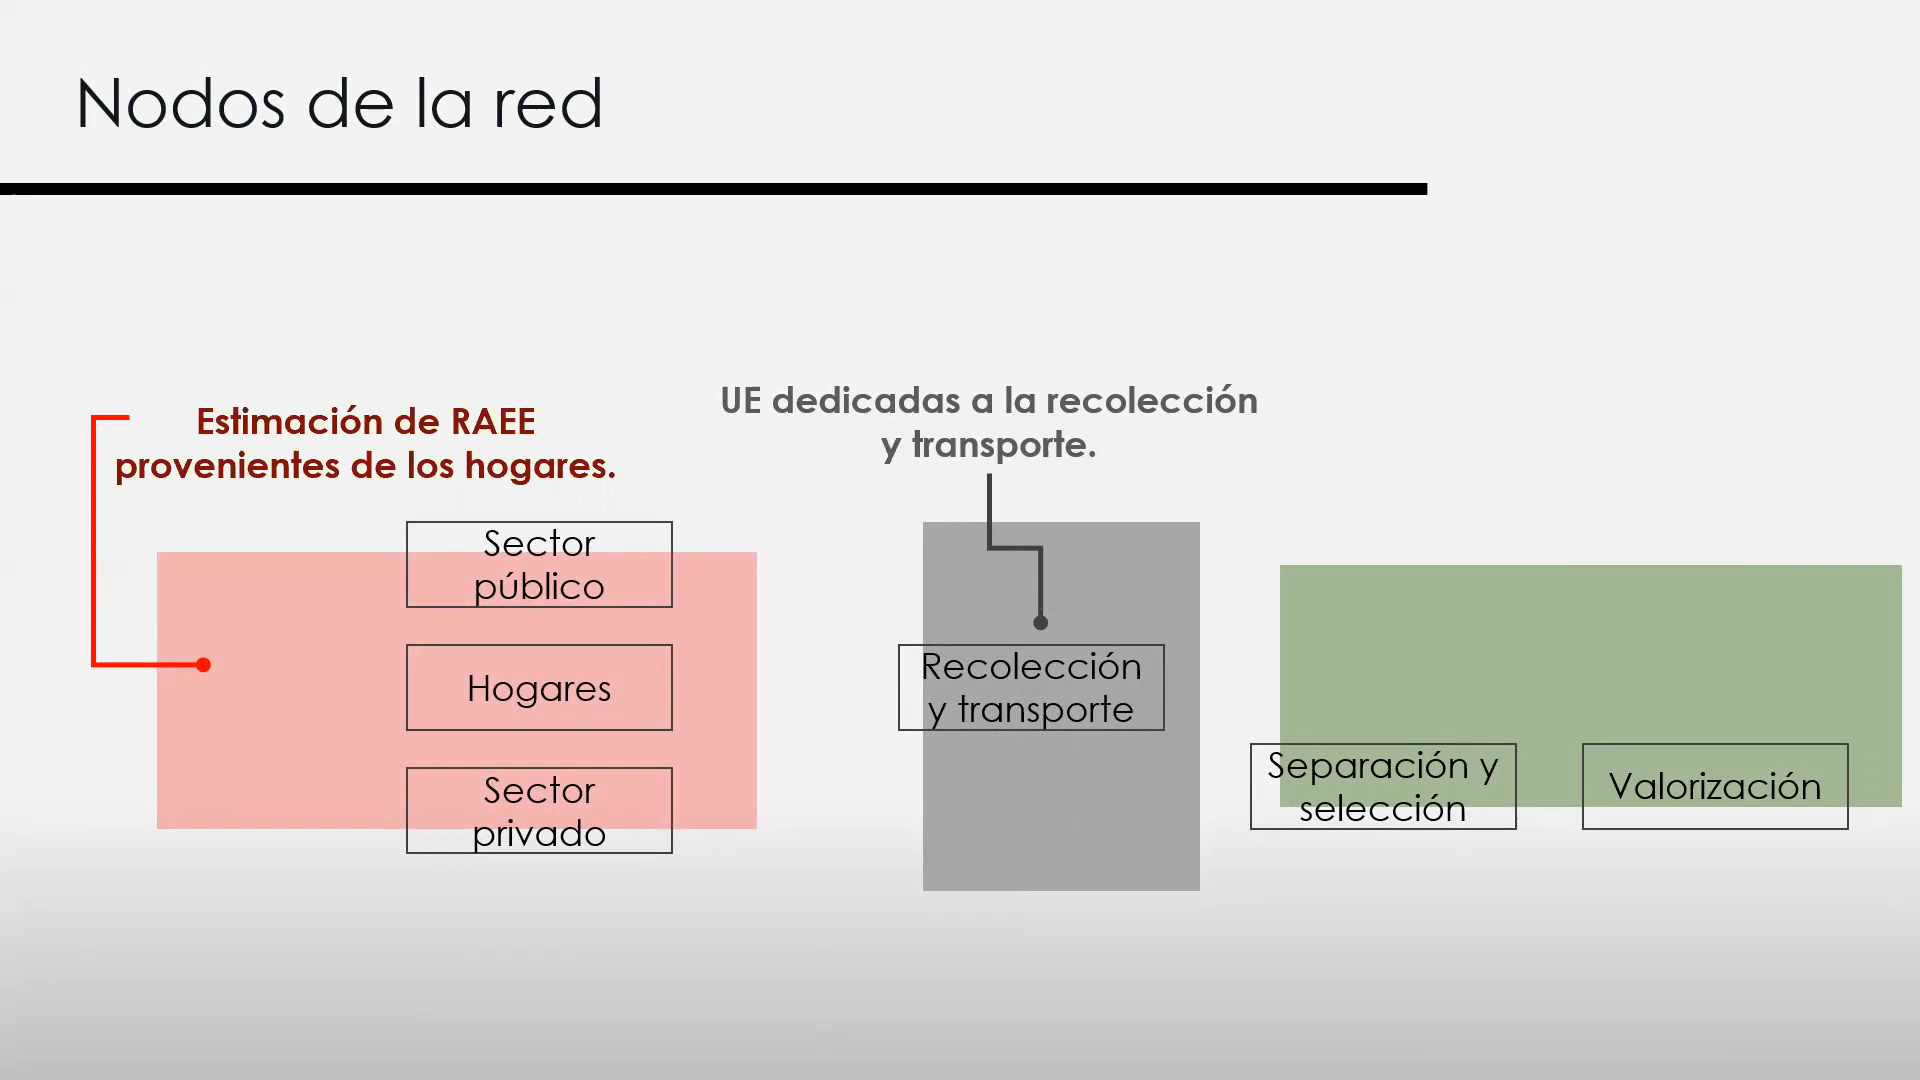 Nodos de la red
Estimación de RAEE
provenientes de los hogares.
UE dedicadas a la recolección
y transporte.
Sector
público
Hogares
Sector
privado
Recolección
y transporte
Separación y
selección
Valorización